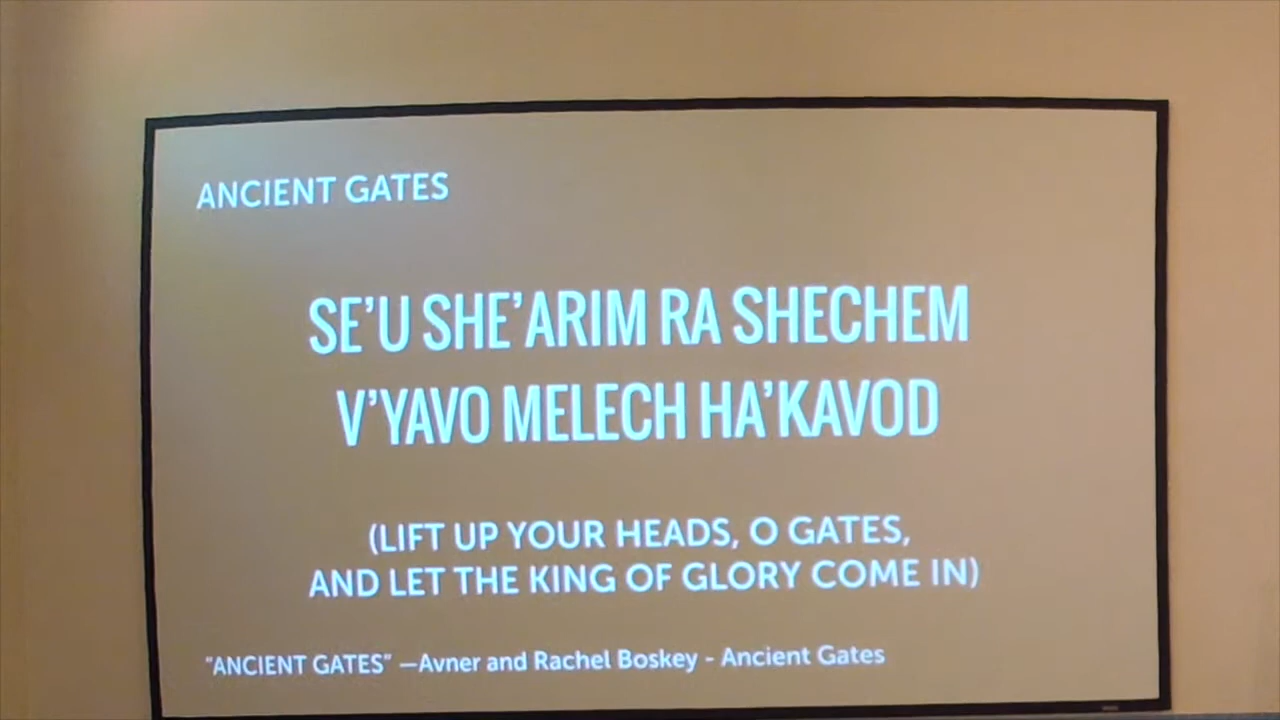 ANCIENT GATES
SE’U SHE’ARIM RA SHECHEM
V’YAVO MELECH HA’KAVOD
(LIFT UP YOUR HEADS, O GATES,
AND LET THE KING OF GLORY COME IN)
“ANCIENT GATES” —Avner and Rachel Boskey - Ancient Gates